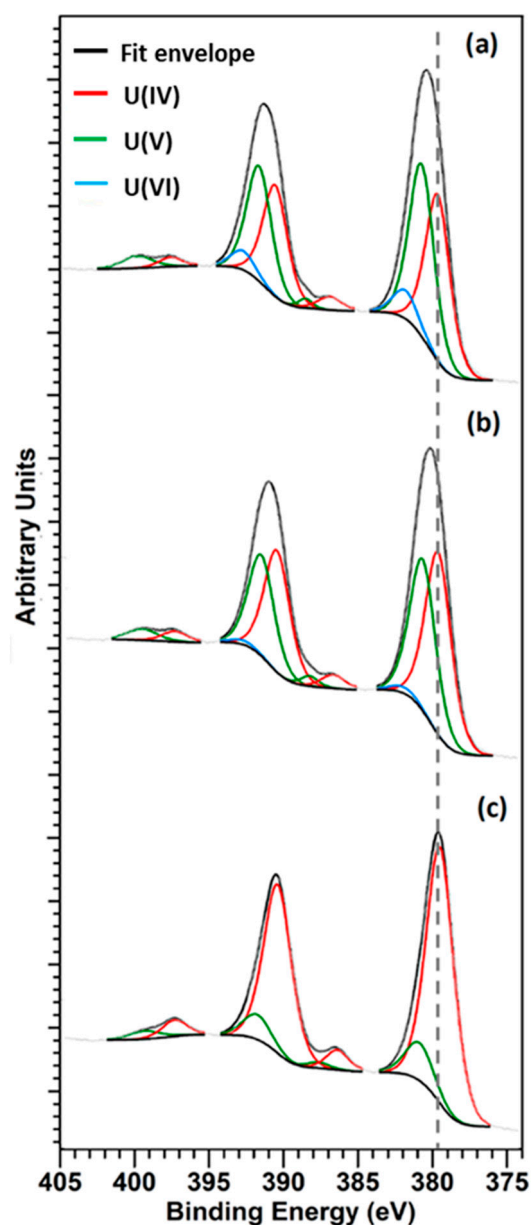 (a)
Fit envelope
U(IV)
U(V)
U(VI)
(b)
Arbitrary Units
(c)
405 400 395 390 385 380 375
Binding Energy (eV)